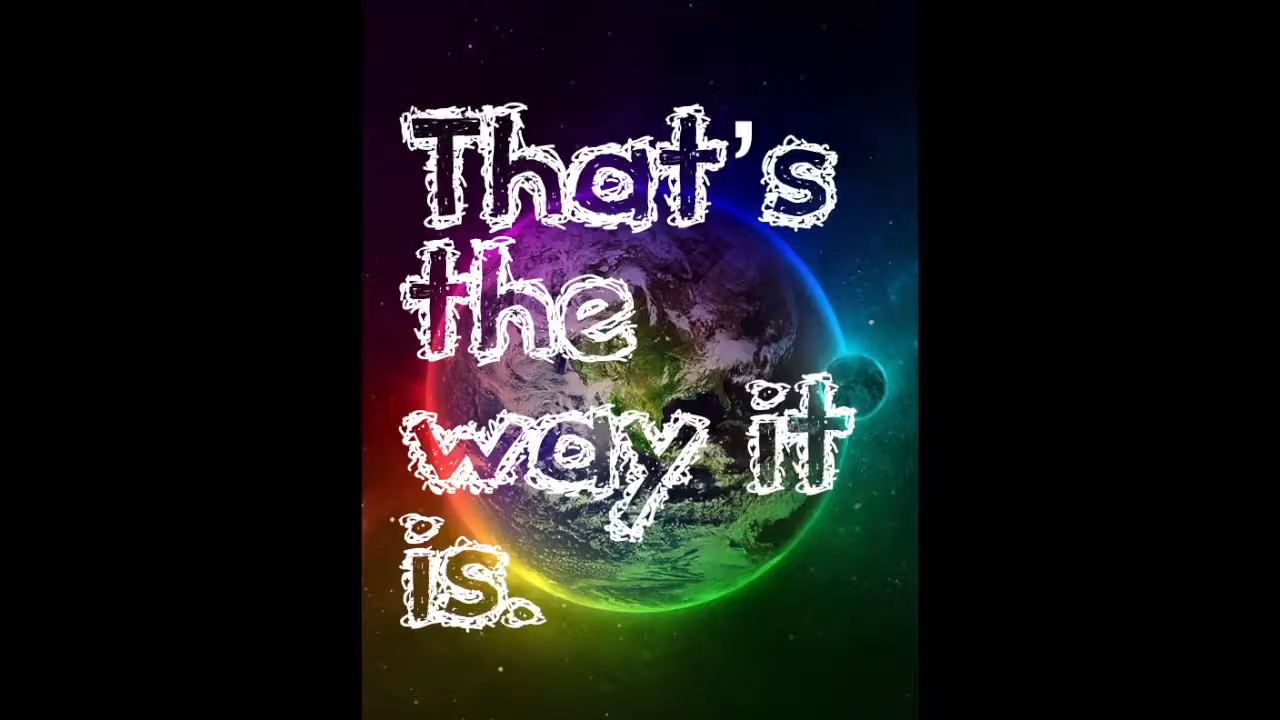 That’s
the
way it
is.